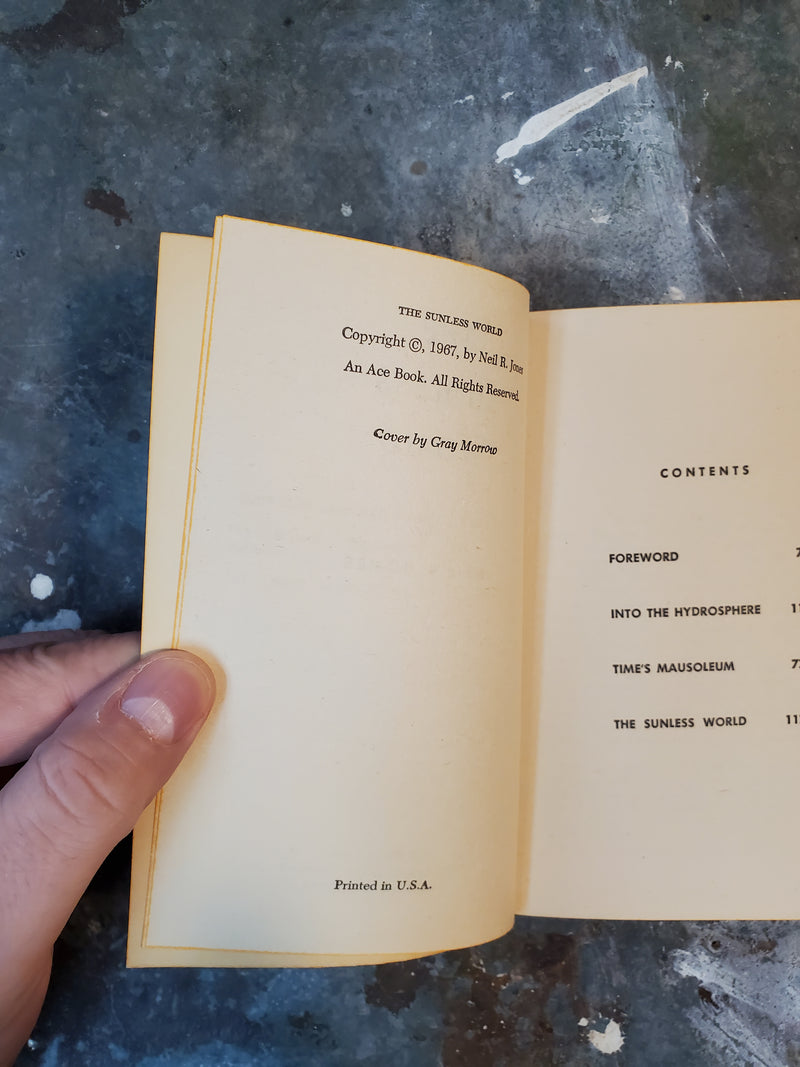 THE SUNLESS WORLD
Copyright ©, 1967, by Neil R. Jones
An Ace Book. All Rights Reserved.
Cover by Gray Morrow
Printed in U.S.A.
CONTENTS
FOREWORD 7
INTO THE HYDROSPHERE
TIME'S MAUSOLEUM
THE SUNLESS WORLD